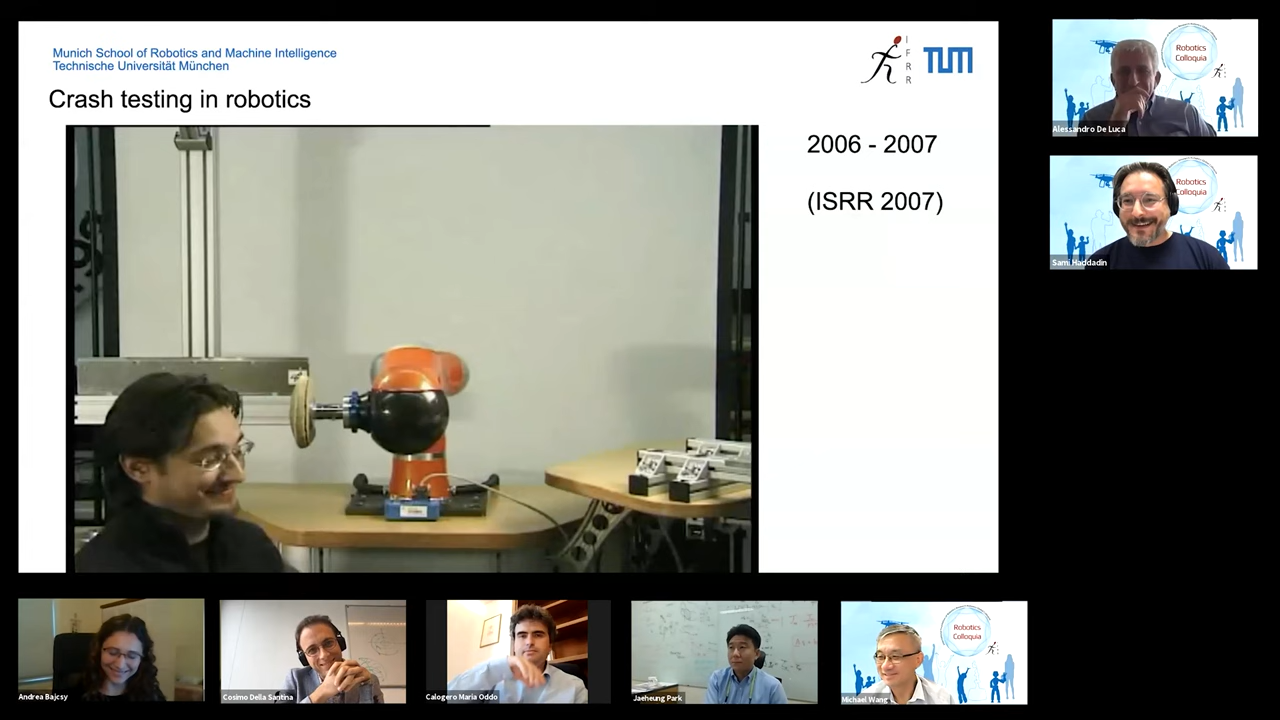 Munich School of Robotics and Machine Intelligence
Technische Universität München
IFRR
TUM
Crash testing in robotics
2006 - 2007
(ISRR 2007)
Robotics
Colloquia
Alessandro De Luca
Robotics
Colloquia
Sami Haddadin
Andrea Bajcsy
Cosimo Della Santina
Calogero Maria Oddo
Jaeheung Park
Robotics
Colloquia
Michael Wang